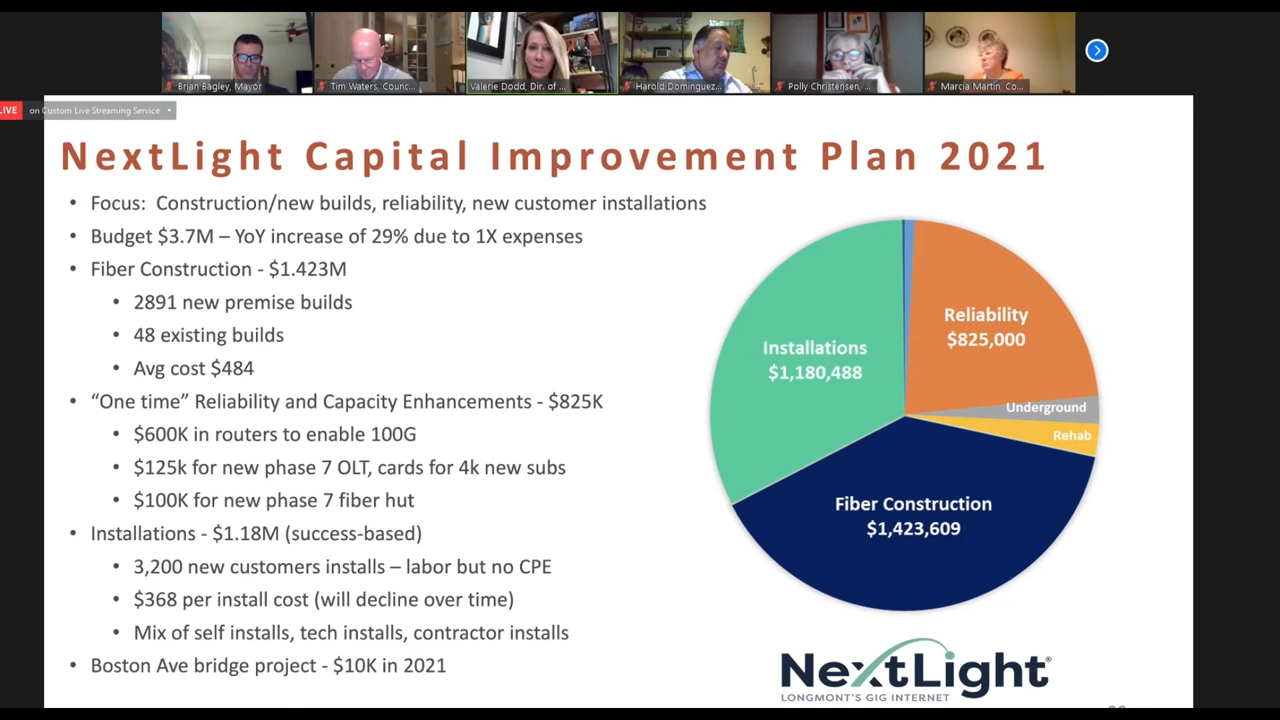 Brian Bagley, Mayor
Tim Waters, Counc...
Valerie Dodd, Dir. of ...
Harold Dominguez...
Polly Christensen, ...
Marcia Martin, Co...
LIVE
on Custom Live Streaming Service
NextLight Capital Improvement Plan 2021
• Focus: Construction/new builds, reliability, new customer installations
• Budget $3.7M – YoY increase of 29% due to 1X expenses
• Fiber Construction - $1.423M
• 2891 new premise builds
• 48 existing builds
• Avg cost $484
• “One time” Reliability and Capacity Enhancements - $825K
• $600K in routers to enable 100G
• $125k for new phase 7 OLT, cards for 4k new subs
• $100K for new phase 7 fiber hut
• Installations - $1.18M (success-based)
• 3,200 new customers installs – labor but no CPE
• $368 per install cost (will decline over time)
• Mix of self installs, tech installs, contractor installs
• Boston Ave bridge project - $10K in 2021
Reliability
$825,000
Installations
$1,180,488
Underground
Rehab
Fiber Construction
$1,423,609
NextLight®
LONGMONT'S GIG INTERNET